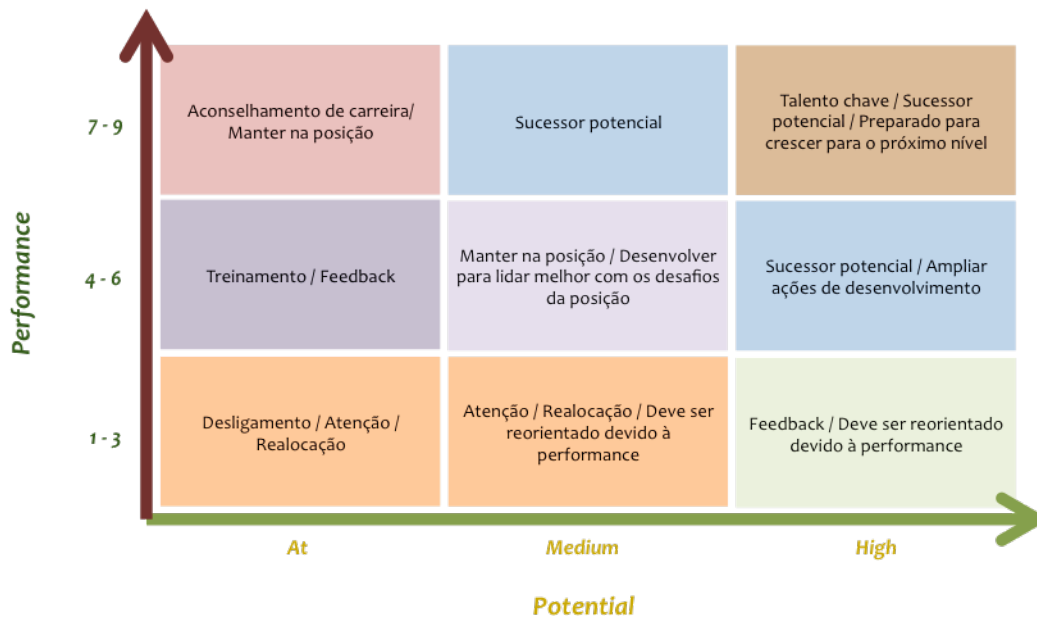 Performance
7 - 9
Aconselhamento de carreira/
Manter na posição
Sucessor potencial
Talento chave / Sucessor
potencial / Preparado para
crescer para o próximo nível
4 - 6
Treinamento / Feedback
Manter na posição / Desenvolver
para lidar melhor com os desafios
da posição
Sucessor potencial / Ampliar
ações de desenvolvimento
1 - 3
Desligamento / Atenção /
Realocação
Atenção / Realocação / Deve ser
reorientado devido à
performance
Feedback / Deve ser reorientado
devido à performance
At
Medium
High
Potential